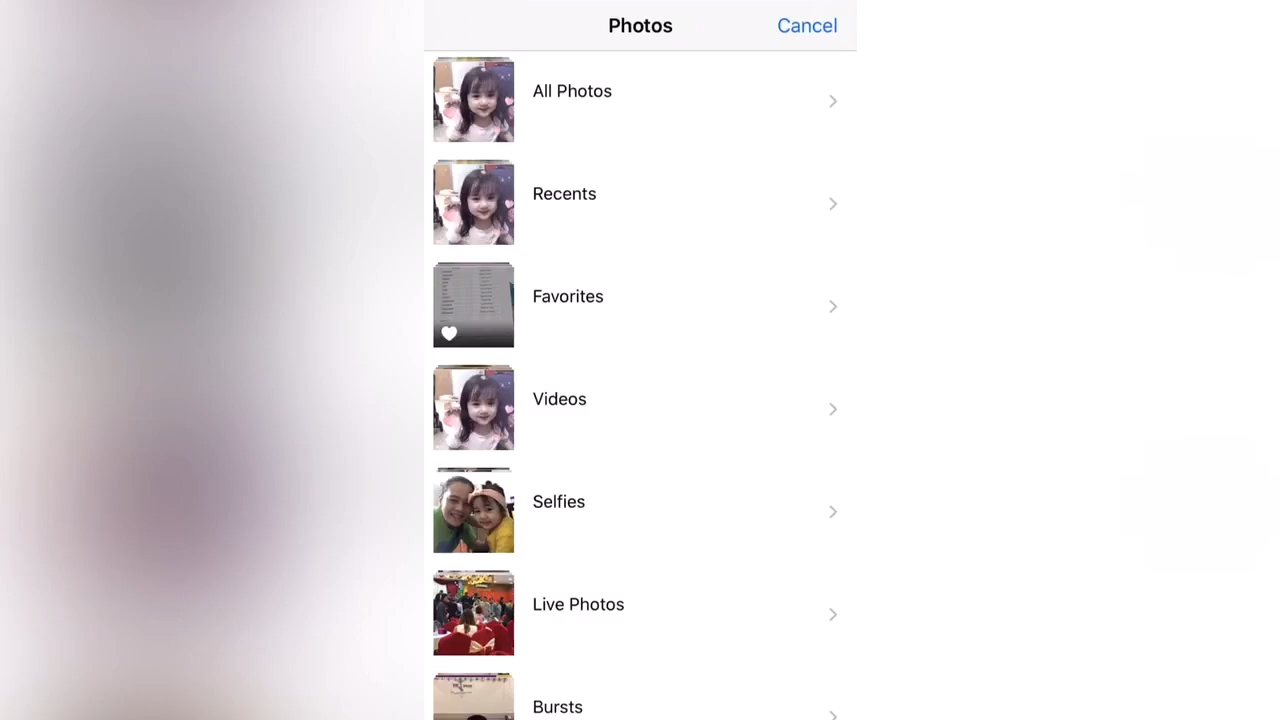 Photos
Cancel
All Photos
Recents
Favorites
Videos
Selfies
Live Photos
Bursts